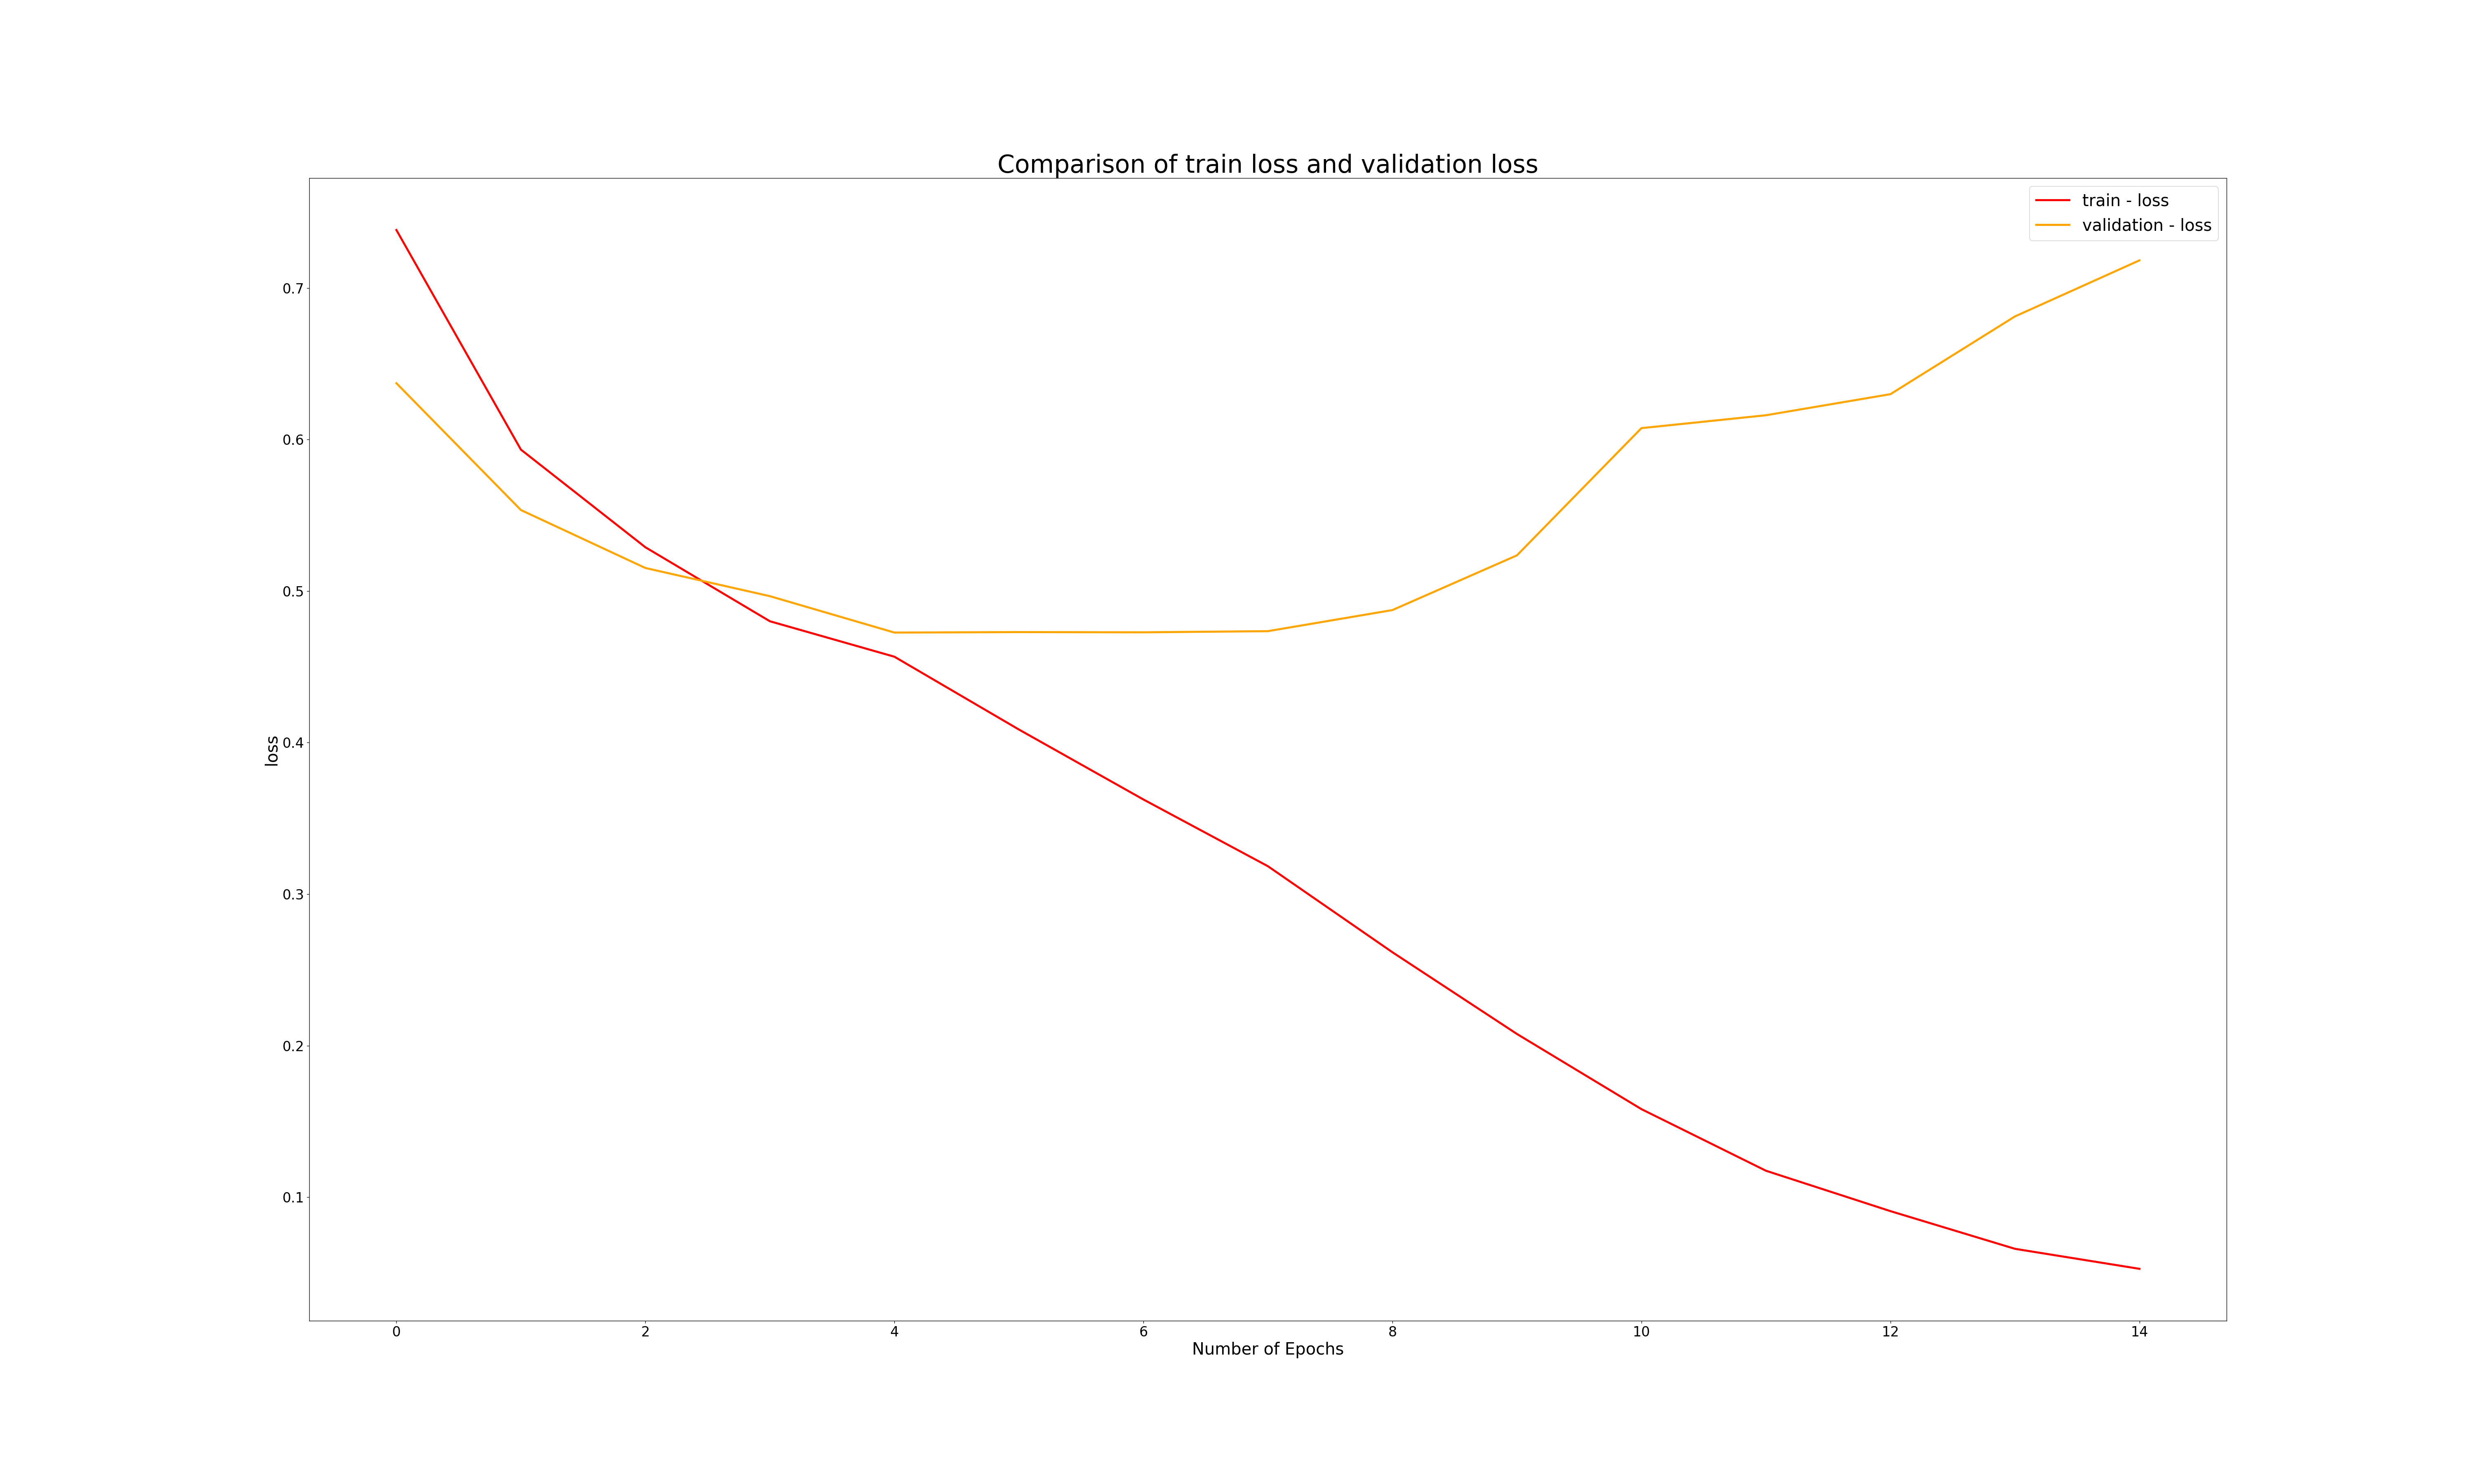 Comparison of train loss and validation loss
train - loss
validation - loss
0.7
0.6
0.5
0.4
0.3
0.2
0.1
loss
0 2 4 6 8 10 12 14
Number of Epochs